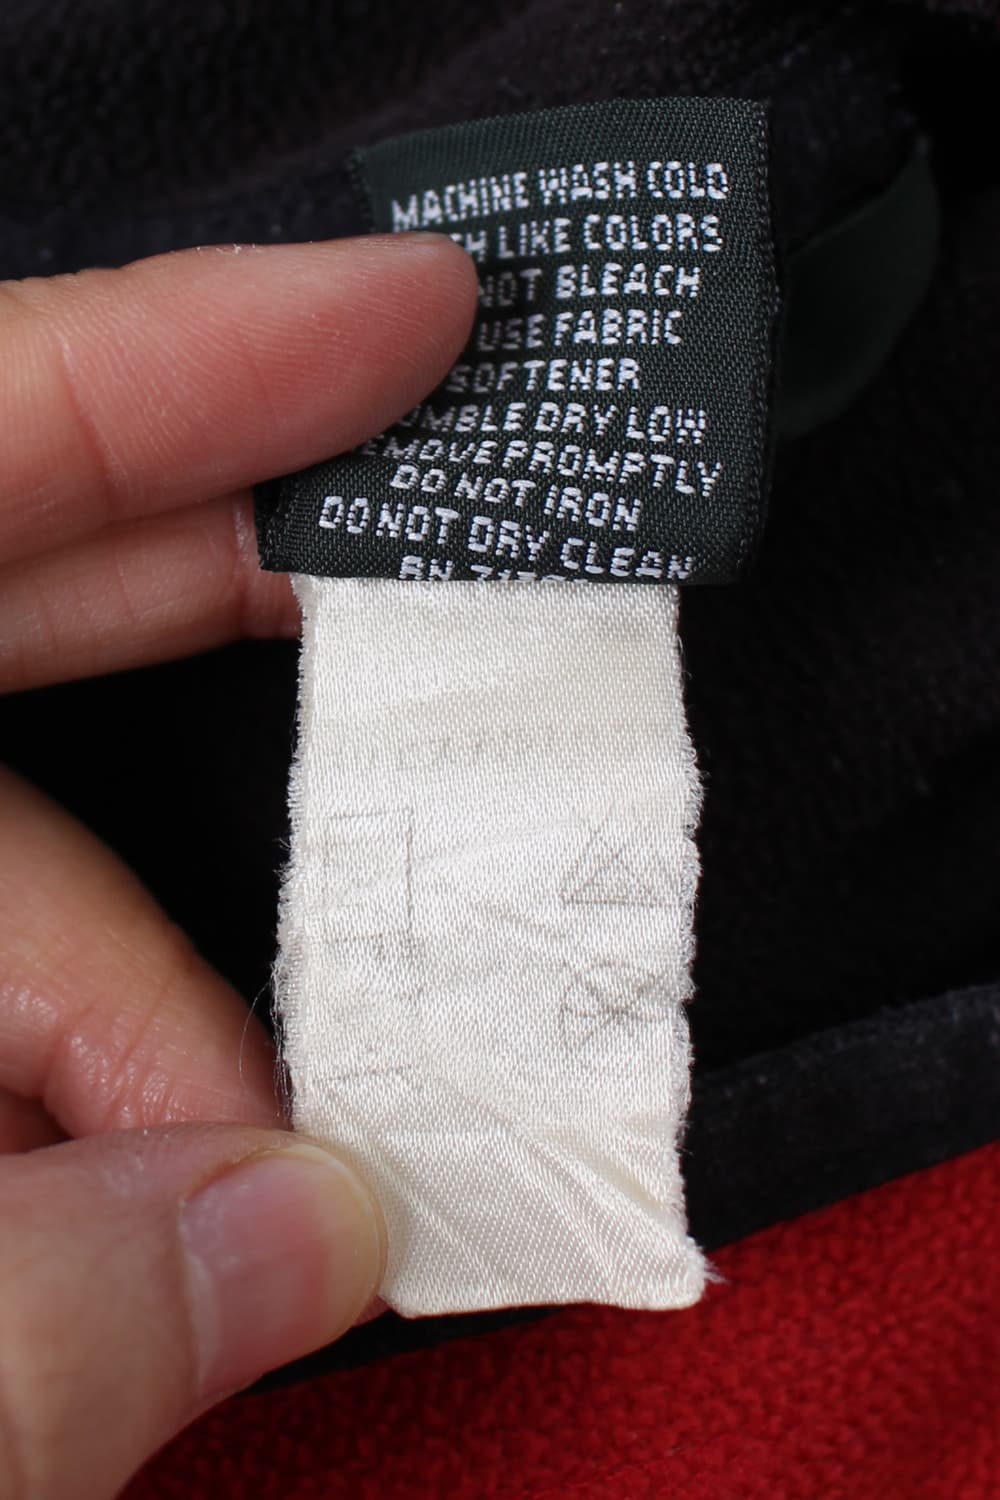 MACHINE WASH COLD
LIKE COLORS
NOT BLEACH
USE FABRIC
SOFTENER
DRY LOW
PROMPTLY
DO NOT IRON
DO NOT DRY CLEAN
RN